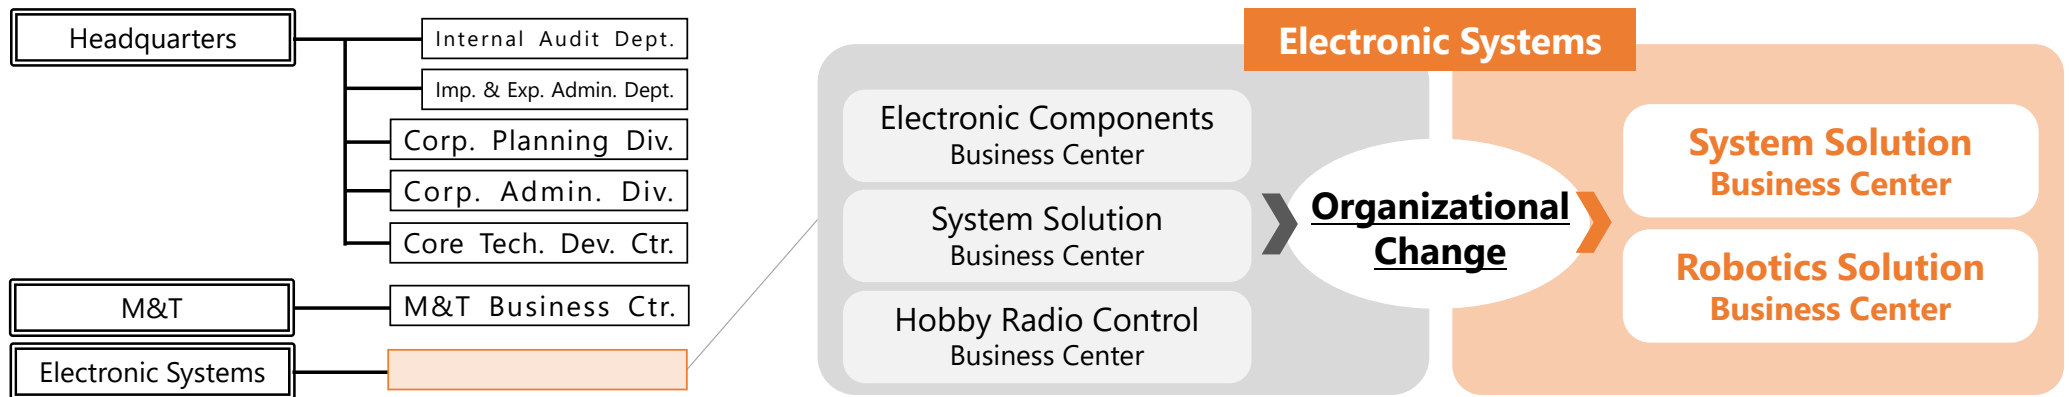 Headquarters
Internal Audit Dept.
Imp. & Exp. Admin. Dept.
Corp. Planning Div.
Corp. Admin. Div.
Core Tech. Dev. Ctr.
M&T
M&T Business Ctr.
Electronic Systems
Electronic Systems
Electronic Components
Business Center
System Solution
Business Center
Hobby Radio Control
Business Center
Organizational
Change
System Solution
Business Center
Robotics Solution
Business Center